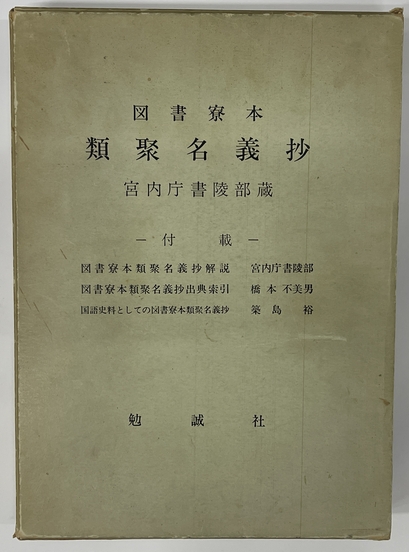 図書寮本
類聚名義抄
宮内庁書陵部蔵
―付 載―
図書寮本類聚名義抄解説 宮内庁書陵部
図書寮本類聚名義抄出典索引 橋本不美男
国語史料としての図書寮本類聚名義抄 築島 裕
勉誠社